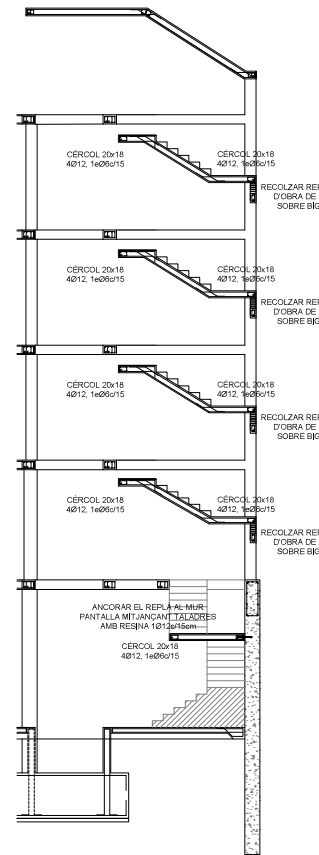 CÈRCOL 20x18
4Ø12, 1eØ6c/15
CÈRCOL 20x18
4Ø12, 1eØ6c/15
RECOLZAR
D'OBRA DE
SOBRE
CÈRCOL 20x18
4Ø12, 1eØ6c/15
CÈRCOL 20x18
4Ø12, 1eØ6c/15
RECOLZAR
D'OBRA DE
SOBRE
CÈRCOL 20x18
4Ø12, 1eØ6c/15
CÈRCOL 20x18
4Ø12, 1eØ6c/15
RECOLZAR
D'OBRA DE
SOBRE
CÈRCOL 20x18
4Ø12, 1eØ6c/15
CÈRCOL 20x18
4Ø12, 1eØ6c/15
RECOLZAR
D'OBRA DE
SOBRE
ANCORAR EL REPLA AL MUR
PANTALLA MITJANÇANT TALADRES
AMB RESINA 1Ø12c/15cm
CÈRCOL 20x18
4Ø12, 1eØ6c/15